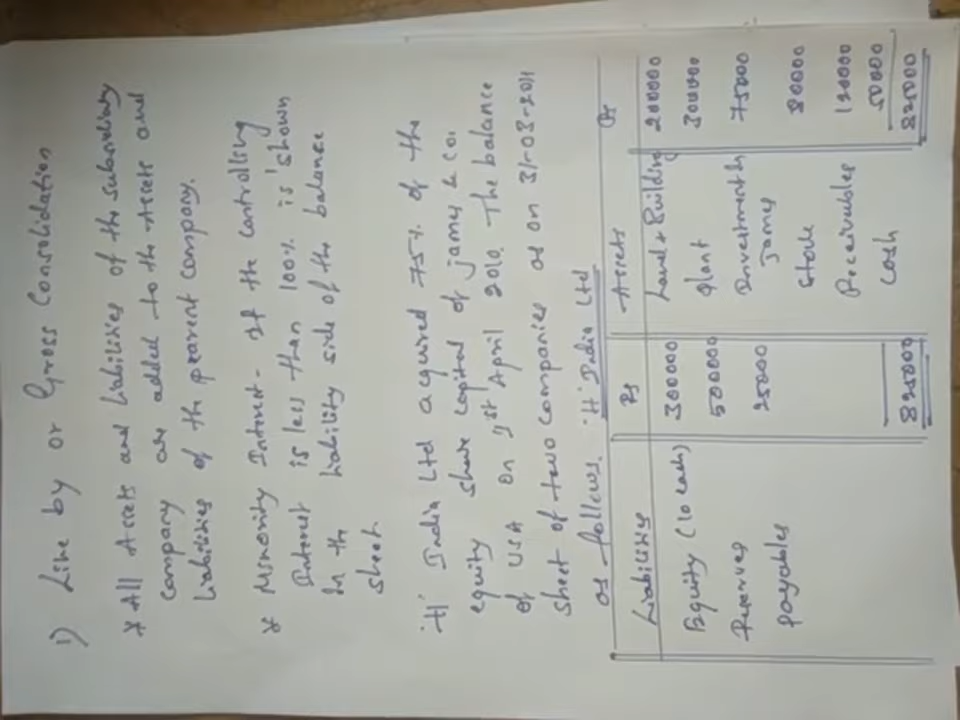 1) Line by or Gross Consolidation
* All Assets and Liabilities of the Subsidiary
company are added to the Assets and
Liabilities of the parent company.
* Minority Interest - If the Controlling
Interest is less than 100% is shown
in the liability side of the balance
sheet.
'H' India Ltd aquired 75% of the
equity share capital of james & co.
of USA on 1st April 2010. The balance
sheet of two companies as on 31-03-2011
as follows. 'H' India Ltd
Liabilities Rs Assets Rs
Equity (10 each) 300000 Land & Building 200000
Reserves 500000 plant 300000
payables 25000 Investment in James 75000
Stock 80000
Receivables 120000
Cash 50000
825000 825000